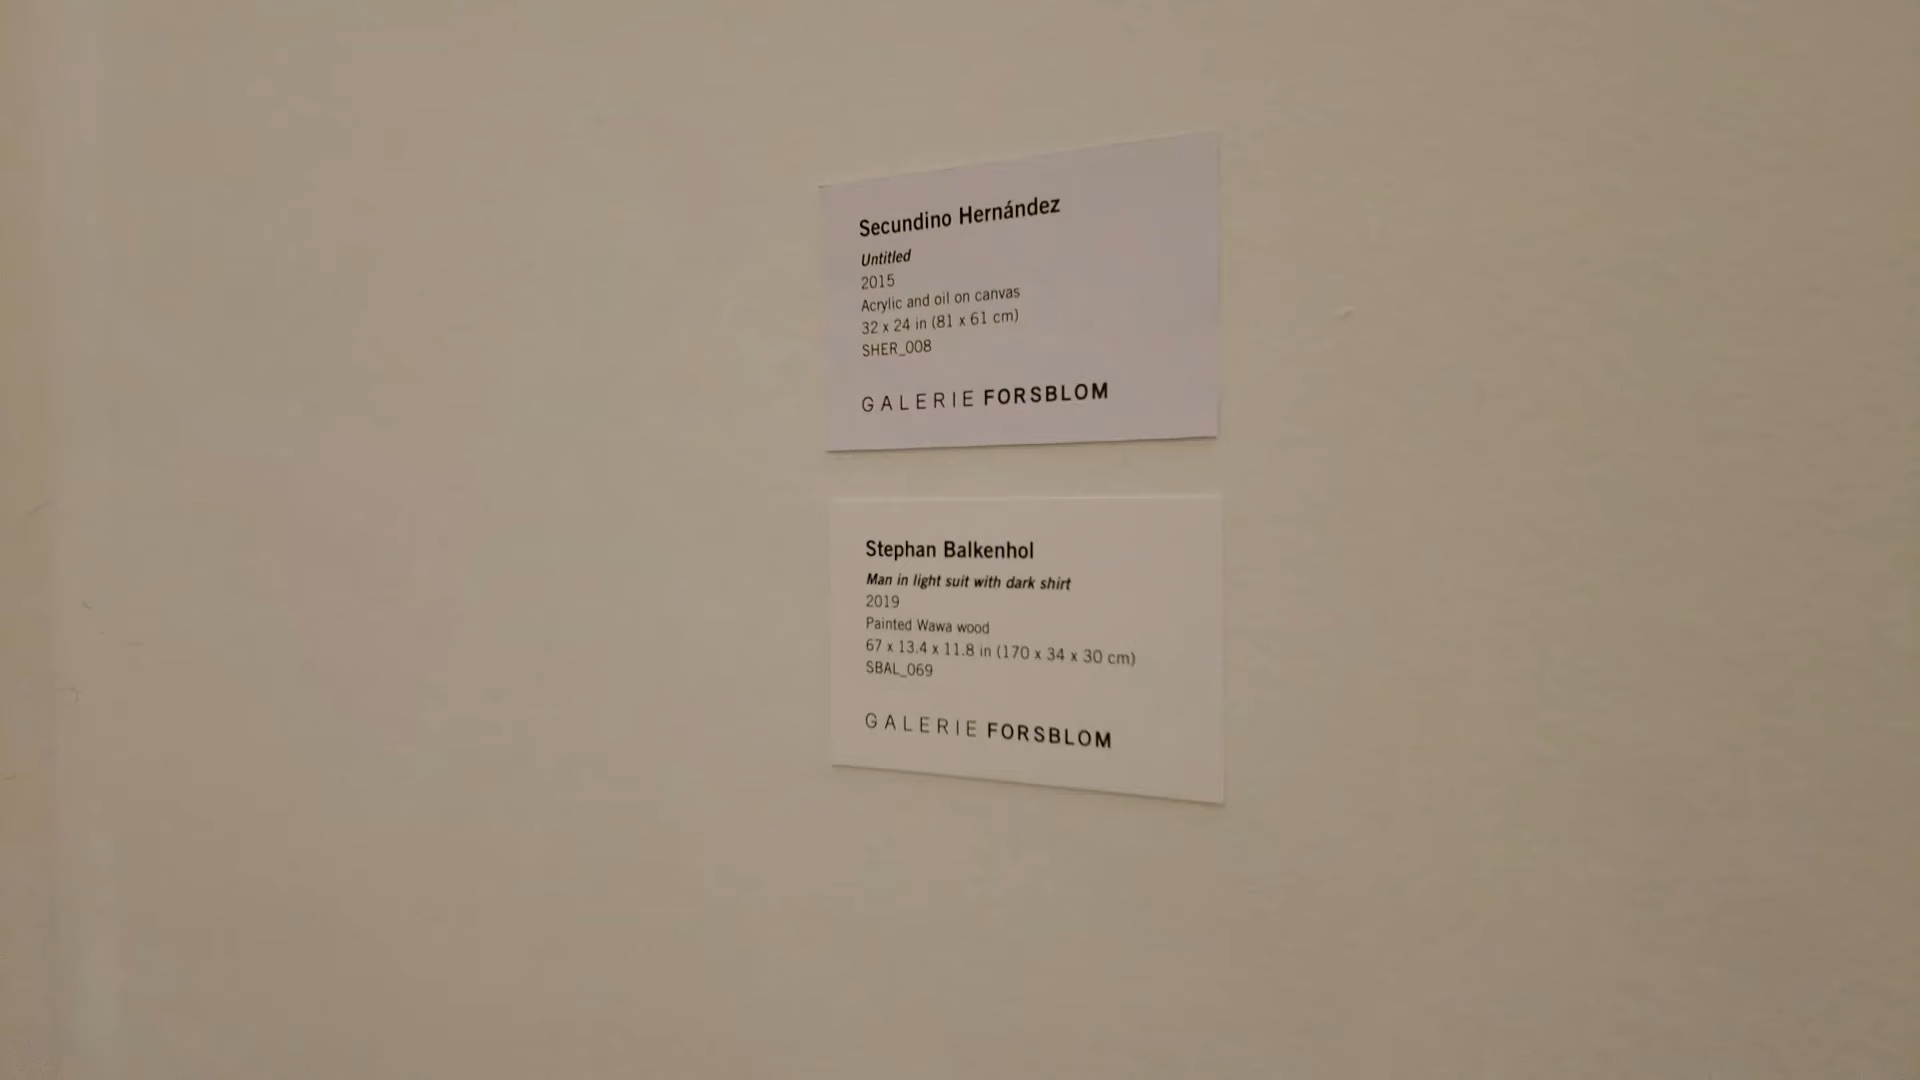 Secundino Hernández
Untitled
2015
Acrylic and oil on canvas
32 x 24 in (81 x 61 cm)
SHER_008
GALERIE FORSBLOM
Stephan Balkenhol
Man in light suit with dark shirt
2019
Painted Wawa wood
67 x 13.4 x 11.8 in (170 x 34 x 30 cm)
SBAL_069
GALERIE FORSBLOM